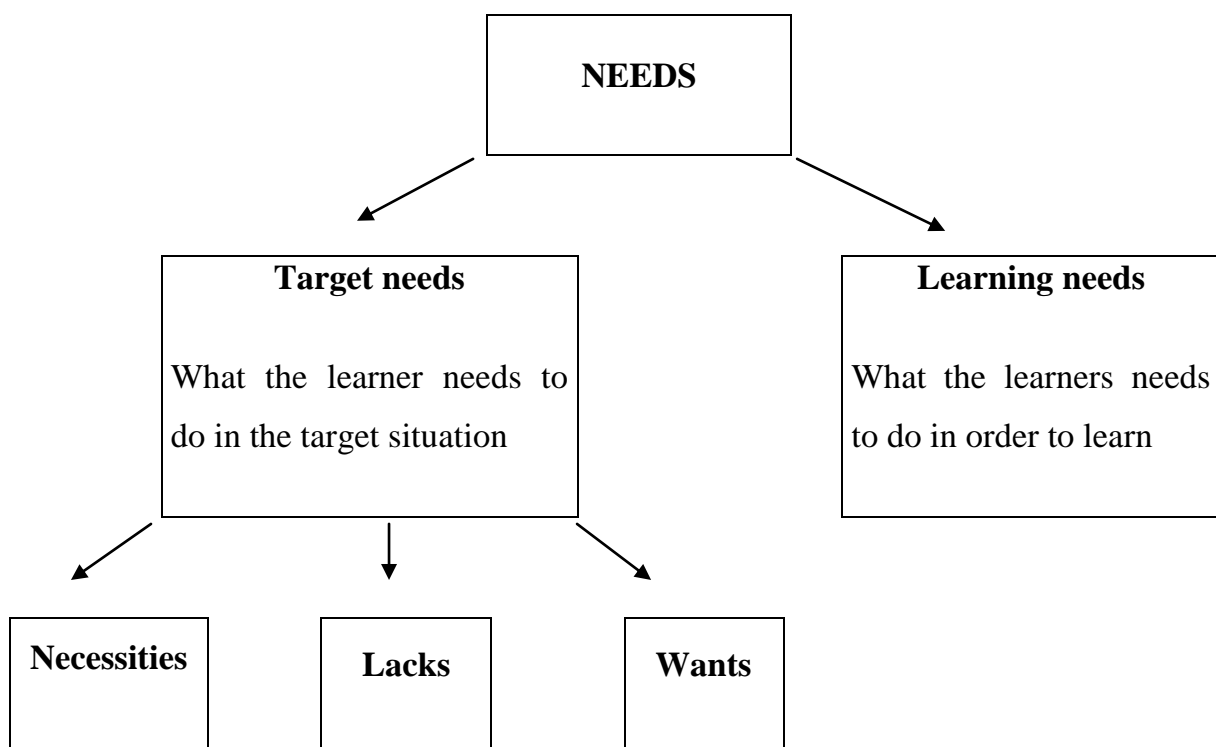 NEEDS
Target needs
What the learner needs to
do in the target situation
Learning needs
What the learners needs
to do in order to learn
Necessities
Lacks
Wants